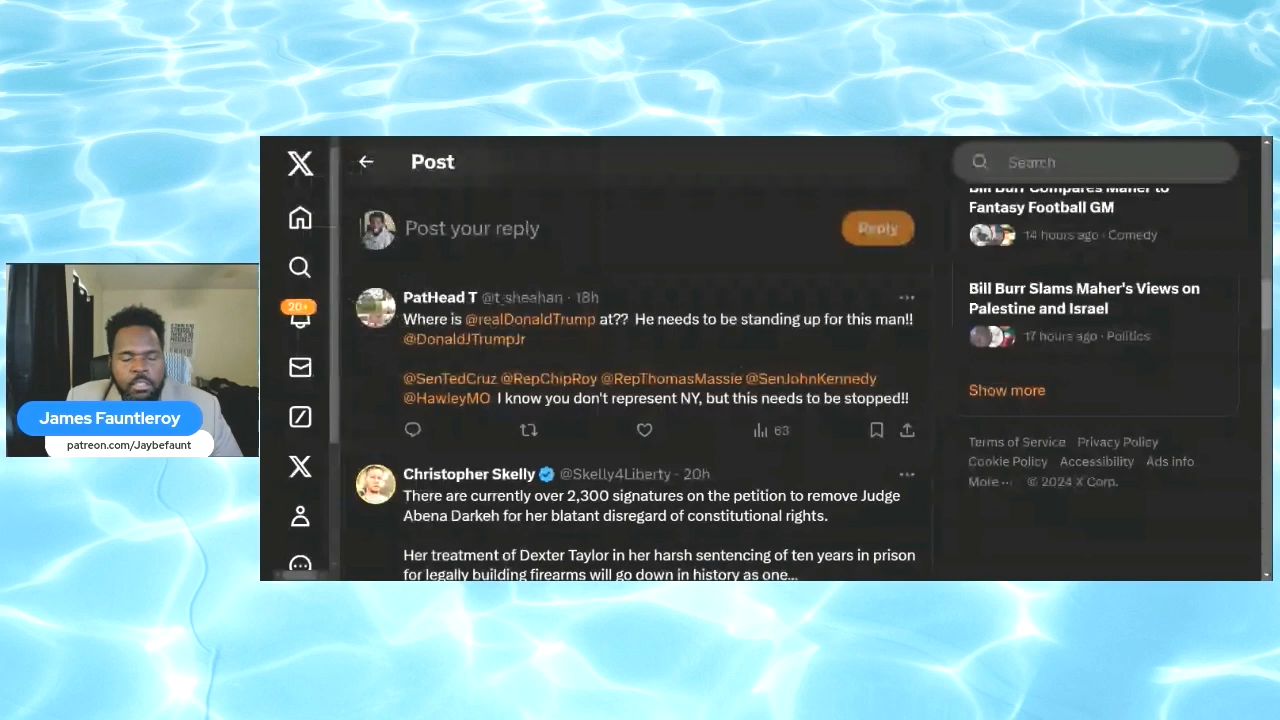 Post
Search
Post your reply
Reply
Bill Burr Compares Maher to
Fantasy Football GM
14 hours ago · Comedy
20+
PatHead T @t_sheahan · 18h
Where is @realDonaldTrump at?? He needs to be standing up for this man!!
@DonaldJTrumpJr
@SenTedCruz @RepChipRoy @RepThomasMassie @SenJohnKennedy
@HawleyMO I know you don't represent NY, but this needs to be stopped!!
63
Bill Burr Slams Maher's Views on
Palestine and Israel
17 hours ago · Politics
Show more
James Fauntleroy
patreon.com/Jaybefaunt
Terms of Service Privacy Policy
Cookie Policy Accessibility Ads info
More ··· © 2024 X Corp.
Christopher Skelly @Skelly4Liberty · 20h
There are currently over 2,300 signatures on the petition to remove Judge
Abena Darkeh for her blatant disregard of constitutional rights.
Her treatment of Dexter Taylor in her harsh sentencing of ten years in prison
for legally building firearms will go down in history as one...